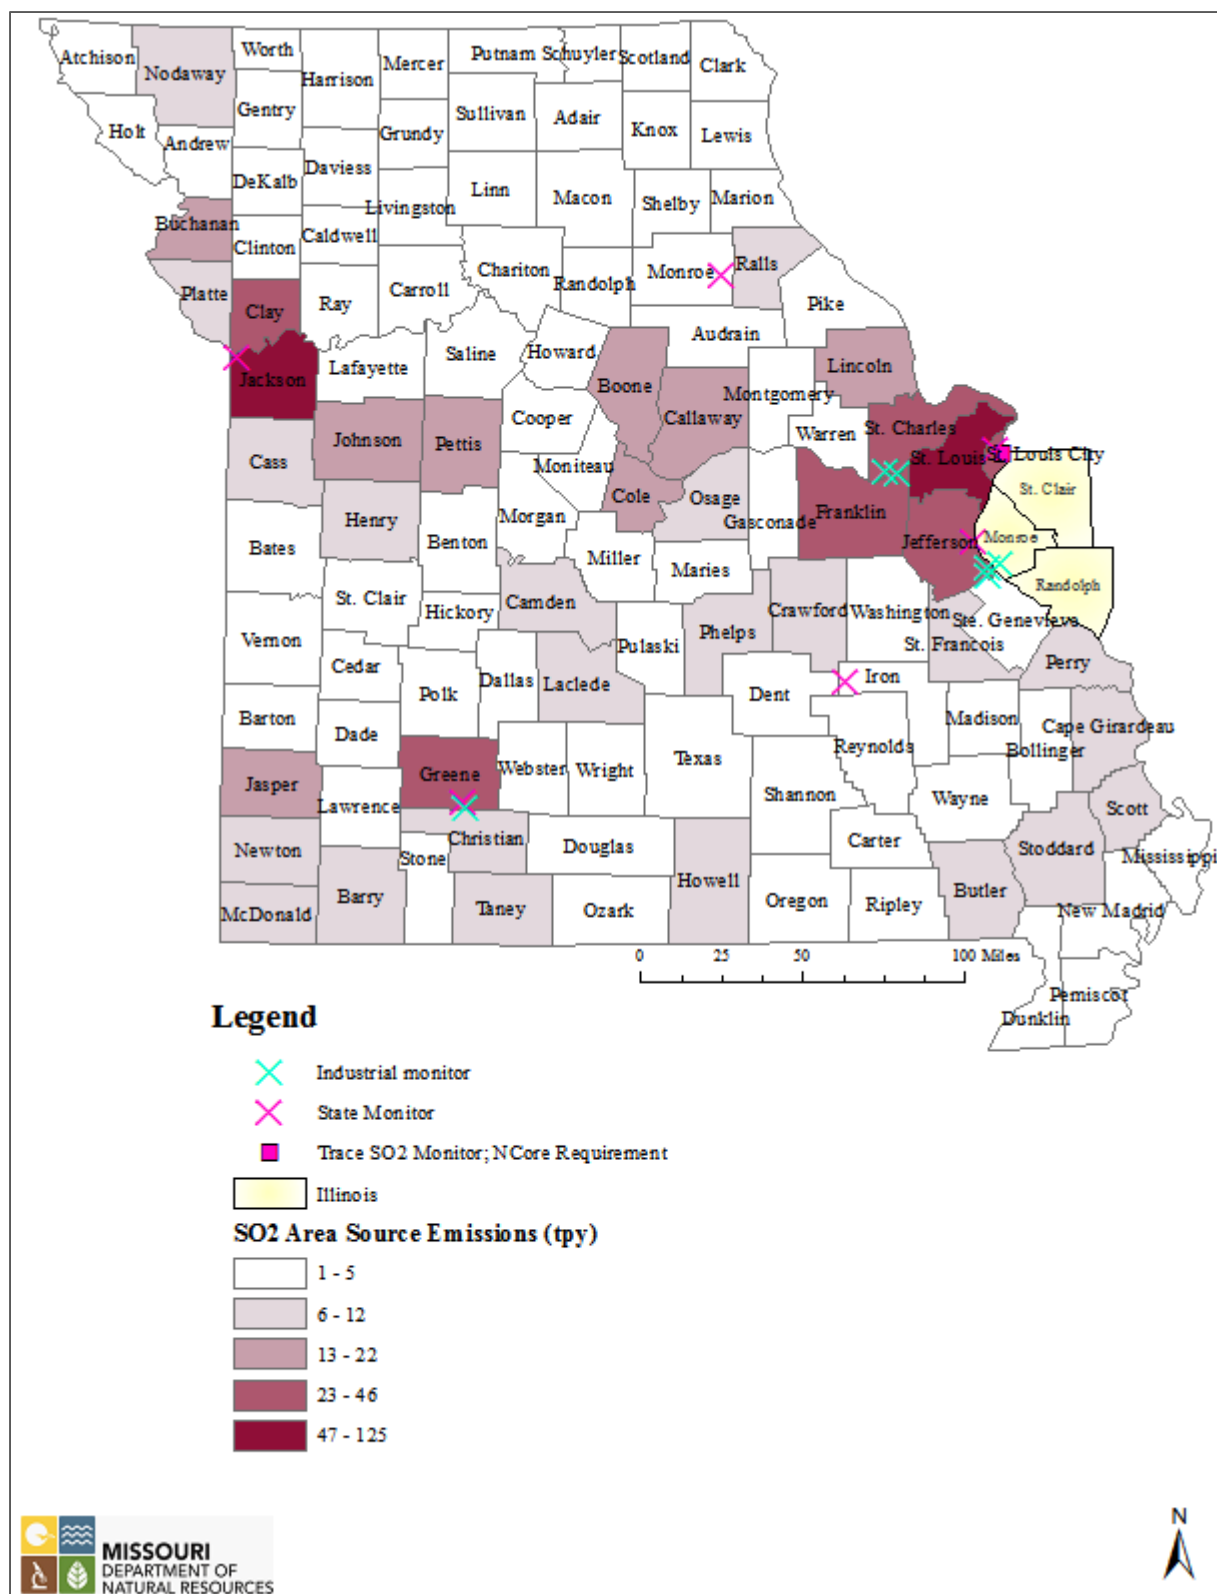 Atchison
Nodaway
Worth
Harrison
Mercer
Putnam
Schuyler
Scotland
Clark
Gentry
Holt
Andrew
Grundy
Sullivan
Adair
Knox
Lewis
DeKalb
Daviess
Livingston
Linn
Macon
Shelby
Marion
Buchanan
Clinton
Caldwell
Platte
Clay
Ray
Carroll
Chariton
Randolph
Monroe
Ralls
Pike
Audrain
Jackson
Lafayette
Saline
Howard
Boone
Callaway
Montgomery
Lincoln
Cooper
Warren
St. Charles
St. Louis
St. Louis City
Cass
Johnson
Pettis
Moniteau
Cole
Osage
Gasconade
Franklin
Jefferson
St. Clair
Monroe
Randolph
Henry
Morgan
Bates
Benton
Miller
Maries
St. Clair
Hickory
Camden
Pulaski
Phelps
Crawford
Washington
Ste. Genevieve
St. Francois
Perry
Vernon
Cedar
Polk
Dallas
Laclede
Dent
Iron
Barton
Dade
Madison
Bollinger
Cape Girardeau
Reynolds
Jasper
Greene
Webster
Wright
Texas
Shannon
Wayne
Scott
Lawrence
Christian
Douglas
Carter
Stoddard
Mississippi
Newton
Stone
Howell
Butler
McDonald
Barry
Taney
Ozark
Oregon
Ripley
New Madrid
Pemiscot
Dunklin
0 25 50 100 Miles
Legend
Industrial monitor
State Monitor
Trace SO2 Monitor; NCore Requirement
Illinois
SO2 Area Source Emissions (tpy)
1 - 5
6 - 12
13 - 22
23 - 46
47 - 125
N
MISSOURI
DEPARTMENT OF
NATURAL RESOURCES